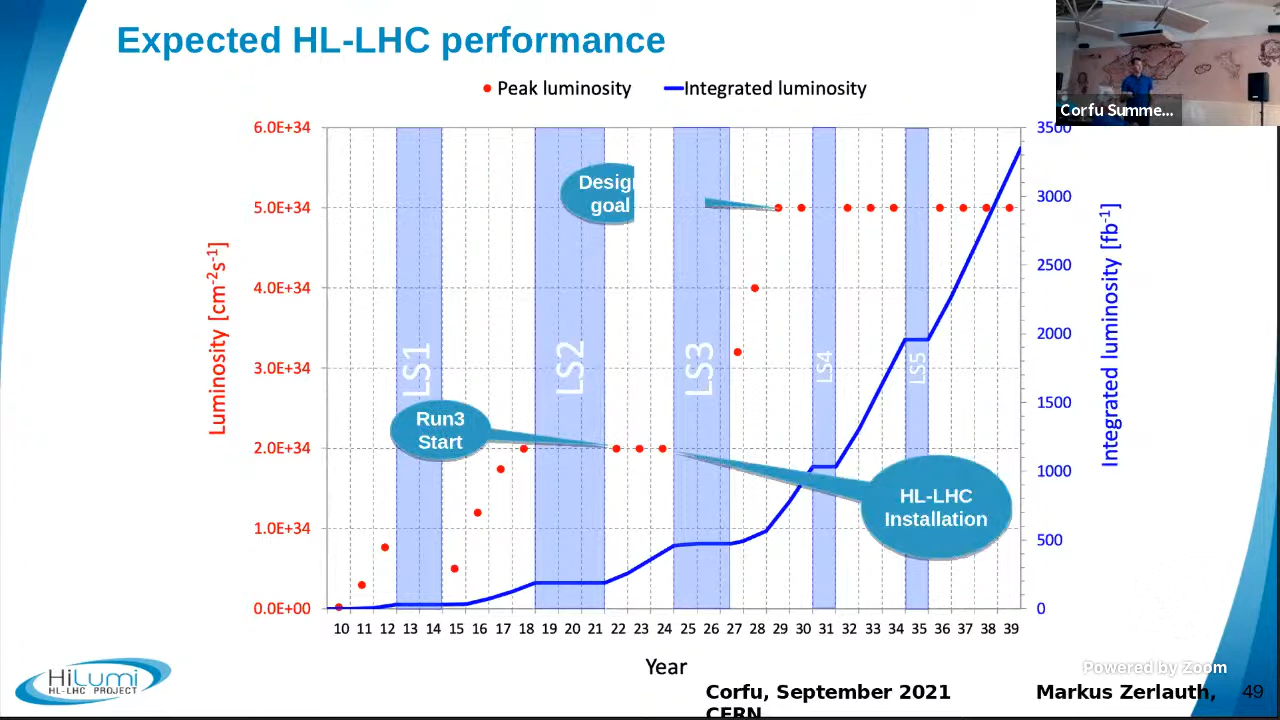 Expected HL-LHC performance
Peak luminosity
Integrated luminosity
Corfu Summe...
6.0E+34
5.0E+34
4.0E+34
3.0E+34
2.0E+34
1.0E+34
0.0E+00
Luminosity [cm-2s-1]
3500
3000
2500
2000
1500
1000
500
0
Integrated luminosity [fb-1]
Desig
goal
LS1
LS2
LS3
LS4
LS5
Run3
Start
HL-LHC
Installation
10 11 12 13 14 15 16 17 18 19 20 21 22 23 24 25 26 27 28 29 30 31 32 33 34 35 36 37 38 39
Year
HiLumi
HL-LHC PROJECT
Powered by Zoom
Corfu, September 2021 Markus Zerlauth, 49
CERN